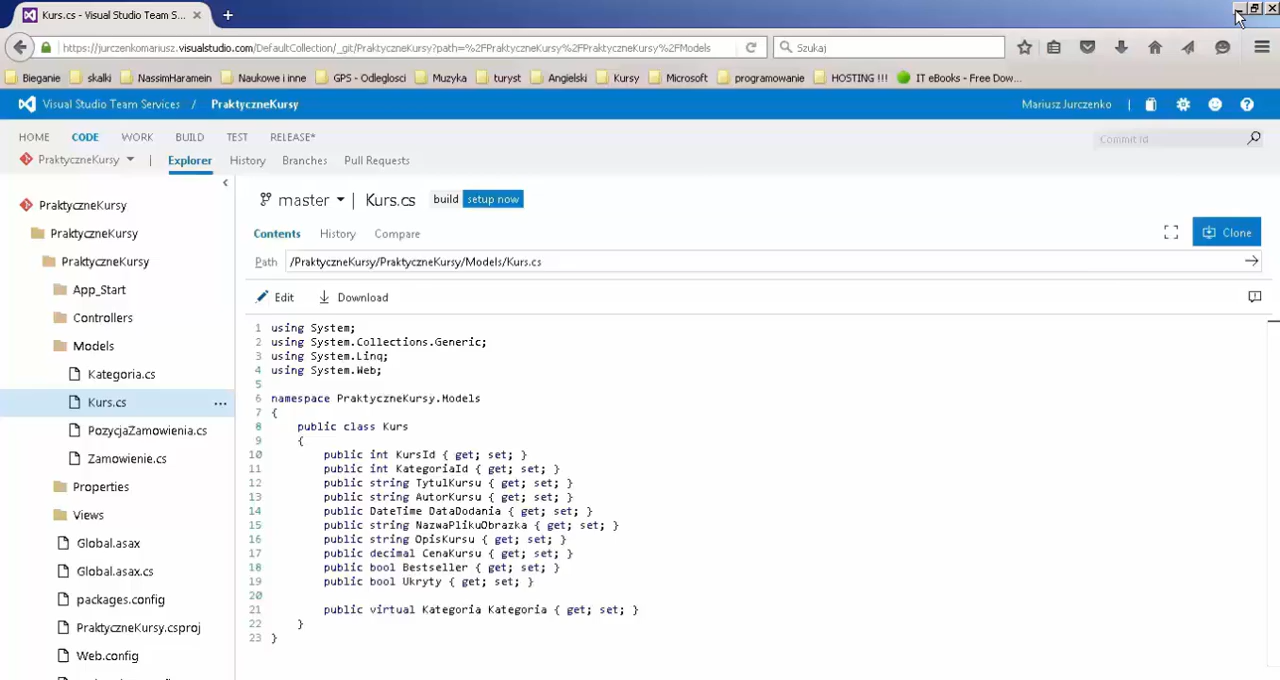 Kurs.cs - Visual Studio Team S...
https://jurczenkomariusz.visualstudio.com/DefaultCollection/_git/PraktyczneKursy?path=%2FPraktyczneKursy%2FPraktyczneKursy%2FModels
Szukaj
Bieganie
skalki
NassimHaramein
Naukowe i inne
GPS - Odleglosci
Muzyka
turyst
Angielski
Kursy
Microsoft
programowanie
HOSTING !!!
IT eBooks - Free Dow...
Visual Studio Team Services / PraktyczneKursy
Mariusz Jurczenko
HOME CODE WORK BUILD TEST RELEASE*
Commit id
PraktyczneKursy | Explorer History Branches Pull Requests
PraktyczneKursy
PraktyczneKursy
PraktyczneKursy
App_Start
Controllers
Models
Kategoria.cs
Kurs.cs ...
PozycjaZamowienia.cs
Zamowienie.cs
Properties
Views
Global.asax
Global.asax.cs
packages.config
PraktyczneKursy.csproj
Web.config
master | Kurs.cs build setup now
Contents History Compare
Clone
Path /PraktyczneKursy/PraktyczneKursy/Models/Kurs.cs
Edit Download
1 using System;
2 using System.Collections.Generic;
3 using System.Linq;
4 using System.Web;
5
6 namespace PraktyczneKursy.Models
7 {
8 public class Kurs
9 {
10 public int KursId { get; set; }
11 public int KategoriaId { get; set; }
12 public string TytulKursu { get; set; }
13 public string AutorKursu { get; set; }
14 public DateTime DataDodania { get; set; }
15 public string NazwaPlikuObrazka { get; set; }
16 public string OpisKursu { get; set; }
17 public decimal CenaKursu { get; set; }
18 public bool Bestseller { get; set; }
19 public bool Ukryty { get; set; }
20
21 public virtual Kategoria Kategoria { get; set; }
22 }
23 }